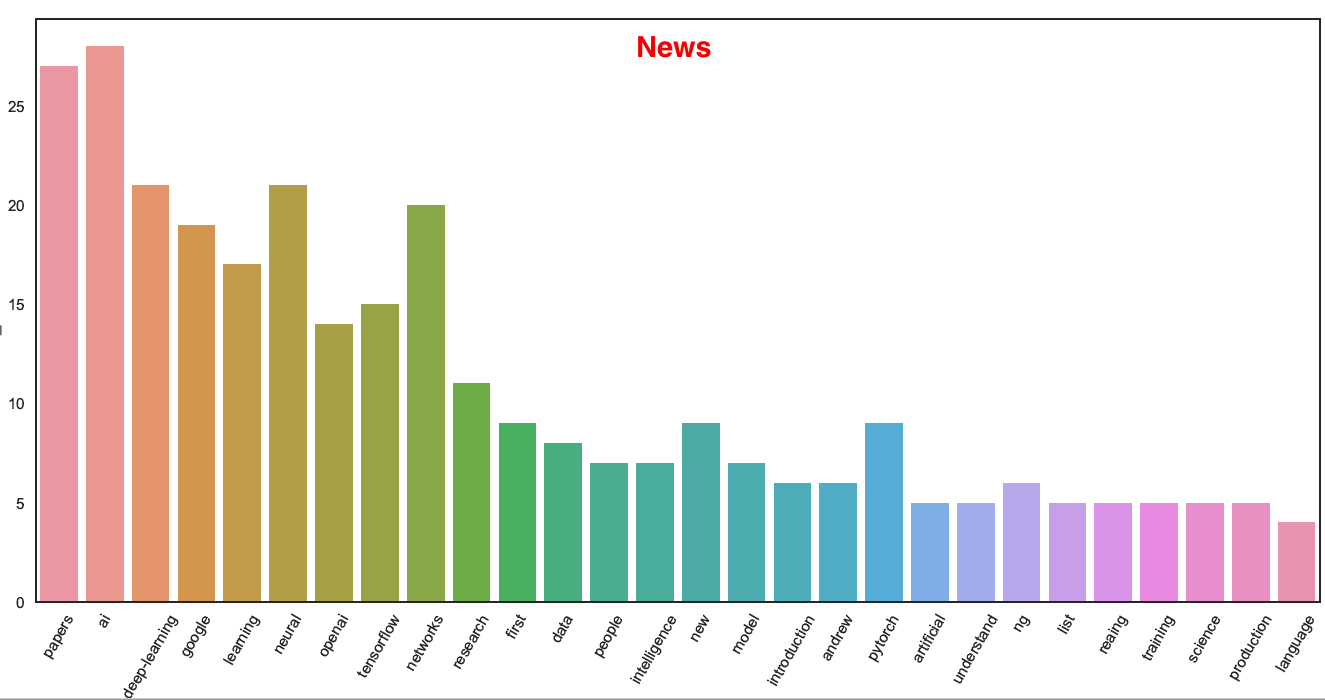 News
25
20
15
10
5
0
papers
ai
deep-learning
google
learning
neural
openai
tensorflow
networks
research
first
data
people
intelligence
new
model
introduction
andrew
pytorch
artificial
understand
ng
list
reaing
training
science
production
language